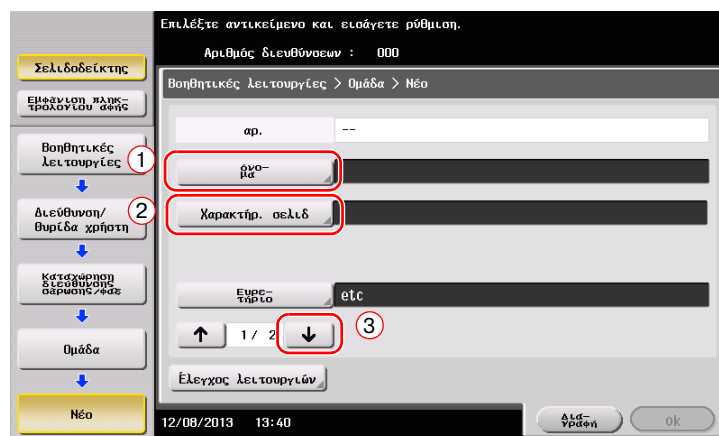 Επιλέξτε αντικείμενο και εισάγετε ρύθμιση.
Αριθμός διευθύνσεων : 000
Σελιδοδείκτης
Εμφάνιση πληκ-
τρολογίου αφής
Βοηθητικές
λειτουργίες
1
Διεύθυνση/
θυρίδα χρήστη
2
Καταχώρηση
διεύθυνσης
σάρωσης/φαξ
Ομάδα
Νέο
Βοηθητικές λειτουργίες > Ομάδα > Νέο
αρ.
--
όνο-
μα
Χαρακτήρ. σελιδ
Ευρε-
τήριο
etc
↑ 1/ 2 ↓
3
Έλεγχος λειτουργιών
12/08/2013 13:40
Δια-
γραφή
ok